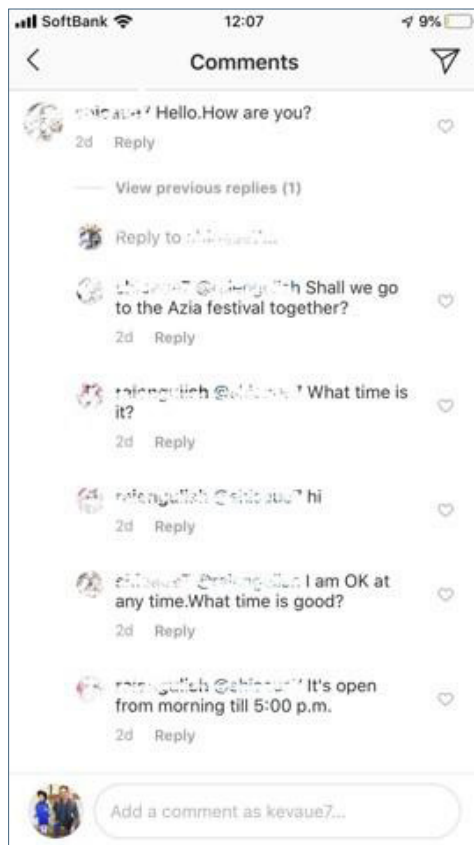 SoftBank 12:07 9%
Comments
Hello.How are you?
2d Reply
View previous replies (1)
Reply to
Shall we go
to the Azia festival together?
2d Reply
What time is
it?
2d Reply
hi
2d Reply
I am OK at
any time.What time is good?
2d Reply
It's open
from morning till 5:00 p.m.
2d Reply
Add a comment as kevaue7...